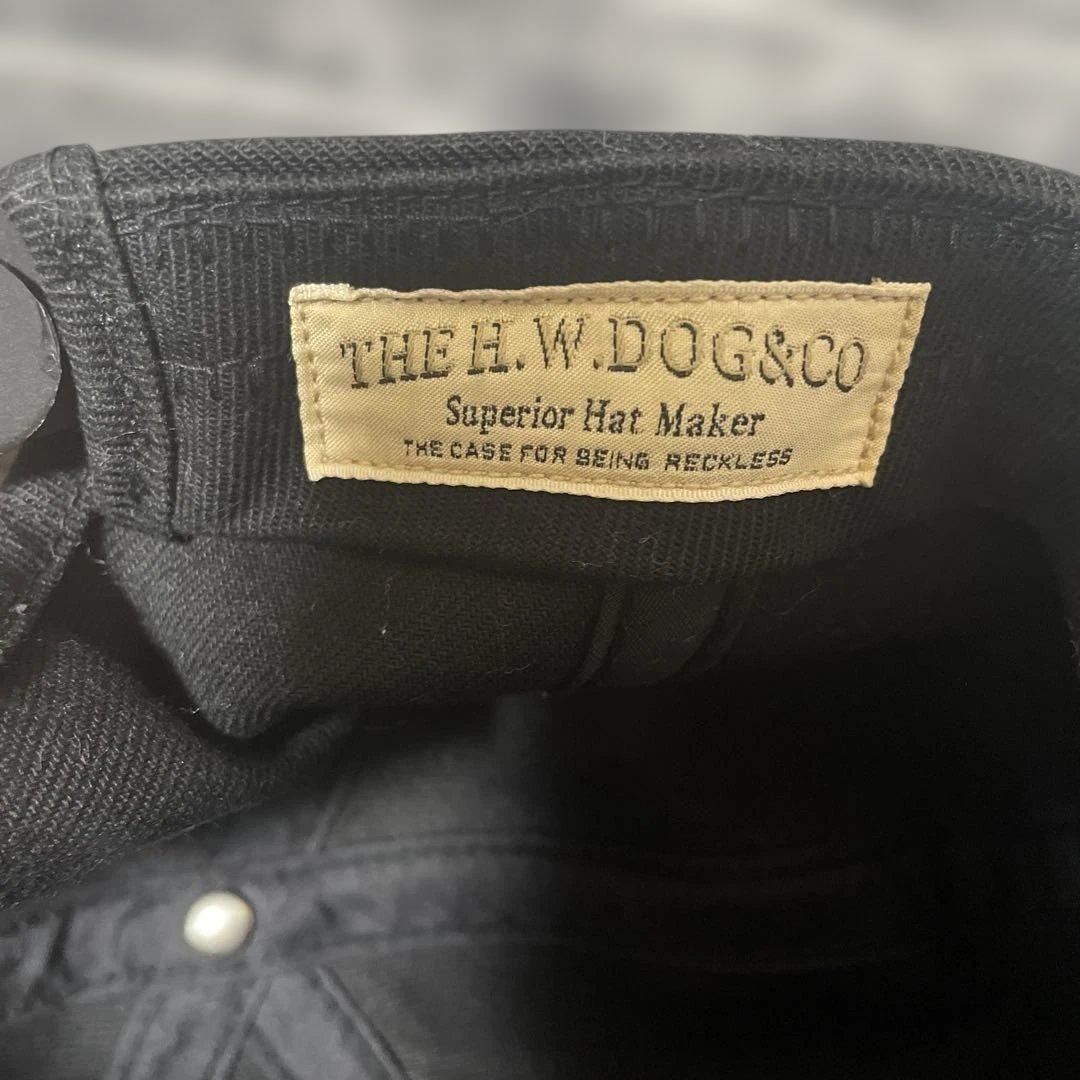 THE H.W.DOG&CO
Superior Hat Maker
THE CASE FOR BEING RECKLESS